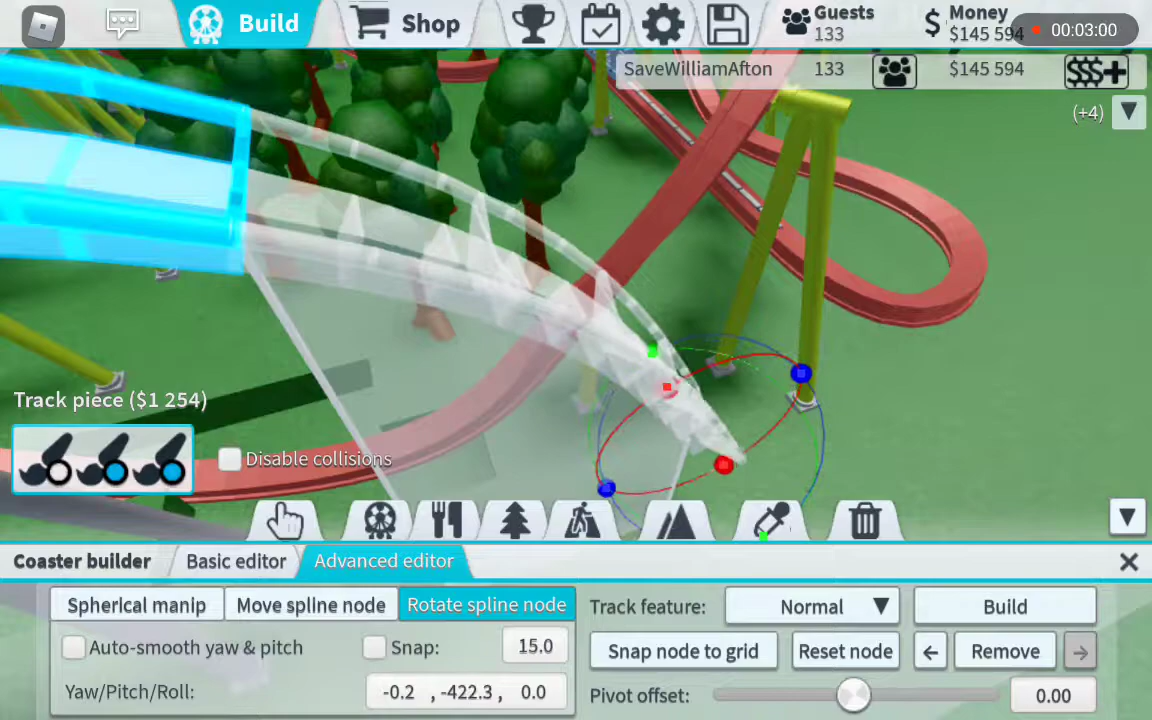 Build
Shop
Guests
133
Money
$145 594
00:03:00
SaveWilliamAfton 133 $145 594 $$$+
(+4)
Track piece ($1 254)
Disable collisions
Coaster builder Basic editor Advanced editor
Spherical manip Move spline node Rotate spline node Track feature: Normal Build
Auto-smooth yaw & pitch Snap: 15.0 Snap node to grid Reset node Remove
Yaw/Pitch/Roll: -0.2 , -422.3 , 0.0 Pivot offset: 0.00